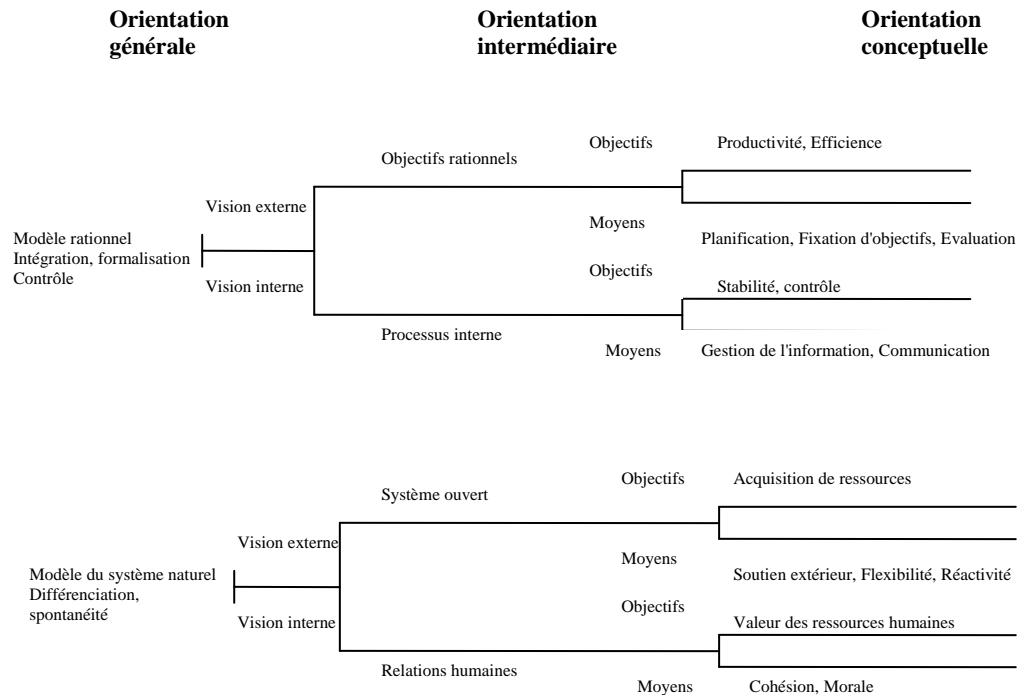 Orientation générale
Orientation intermédiaire
Orientation conceptuelle
Objectifs
Productivité, Efficience
Objectifs rationnels
Vision externe
Moyens
Modèle rationnel
Intégration, formalisation
Contrôle
Planification, Fixation d'objectifs, Evaluation
Objectifs
Vision interne
Stabilité, contrôle
Processus interne
Moyens
Gestion de l'information, Communication
Objectifs
Acquisition de ressources
Système ouvert
Vision externe
Moyens
Modèle du système naturel
Différenciation,
spontanéité
Soutien extérieur, Flexibilité, Réactivité
Objectifs
Vision interne
Valeur des ressources humaines
Relations humaines
Moyens
Cohésion, Morale